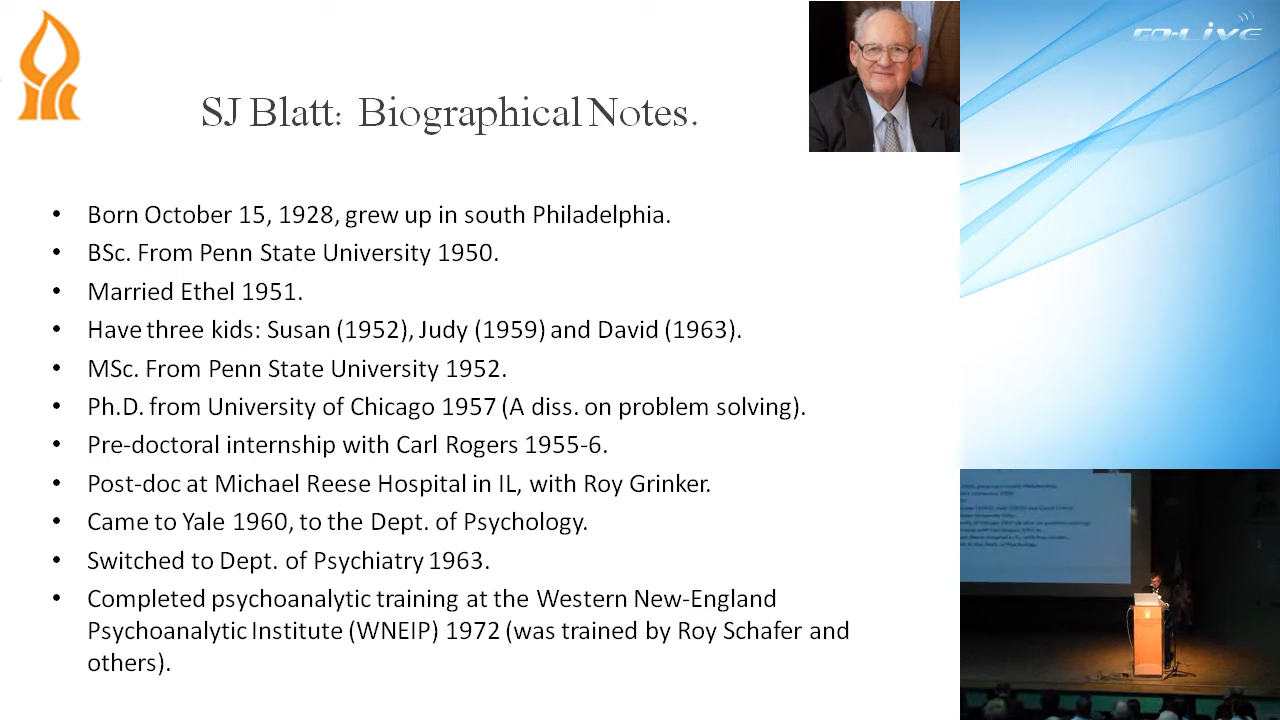 GO-LIVE
SJ Blatt: Biographical Notes.
• Born October 15, 1928, grew up in south Philadelphia.
• BSc. From Penn State University 1950.
• Married Ethel 1951.
• Have three kids: Susan (1952), Judy (1959) and David (1963).
• MSc. From Penn State University 1952.
• Ph.D. from University of Chicago 1957 (A diss. on problem solving).
• Pre-doctoral internship with Carl Rogers 1955-6.
• Post-doc at Michael Reese Hospital in IL, with Roy Grinker.
• Came to Yale 1960, to the Dept. of Psychology.
• Switched to Dept. of Psychiatry 1963.
• Completed psychoanalytic training at the Western New-England
Psychoanalytic Institute (WNEIP) 1972 (was trained by Roy Schafer and
others).